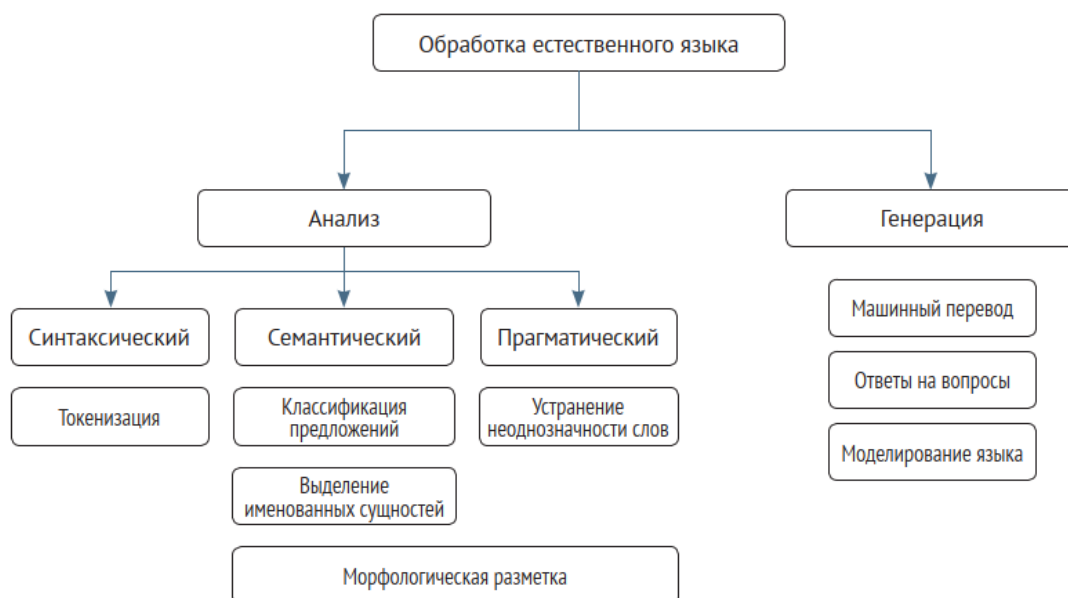 Обработка естественного языка
Анализ
Генерация
Синтаксический
Семантический
Прагматический
Токенизация
Классификация
предложений
Устранение
неоднозначности слов
Выделение
именованных сущностей
Морфологическая разметка
Машинный перевод
Ответы на вопросы
Моделирование языка